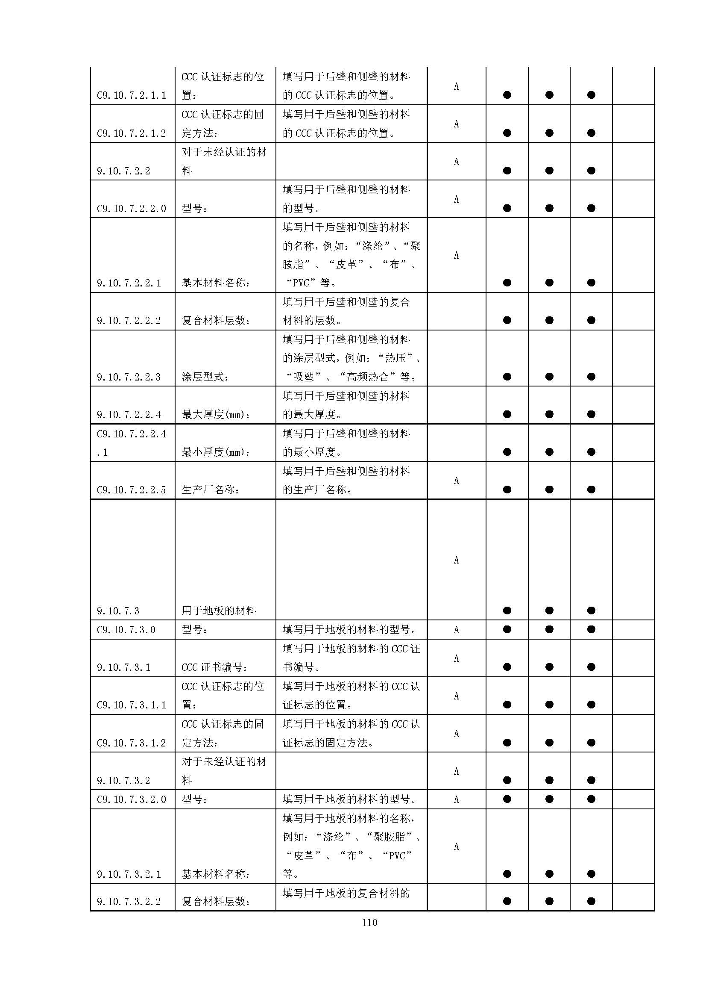 CCC 认证标志的位 填写用于后壁和侧壁的材料
A
C9.10.7.2.1.1 置： 的 CCC 认证标志的位置。 ● ● ●
CCC 认证标志的固 填写用于后壁和侧壁的材料
A
C9.10.7.2.1.2 定方法： 的 CCC 认证标志的位置。 ● ● ●
对于未经认证的材
A
9.10.7.2.2 料 ● ● ●
填写用于后壁和侧壁的材料
A
C9.10.7.2.2.0 型号： 的型号。 ● ● ●
填写用于后壁和侧壁的材料
的名称，例如：“涤纶”、“聚
A
胺脂”、“皮革”、“布”、
9.10.7.2.2.1 基本材料名称： “PVC”等。 ● ● ●
填写用于后壁和侧壁的复合
9.10.7.2.2.2 复合材料层数： 材料的层数。 ● ● ●
填写用于后壁和侧壁的材料
的涂层型式，例如：“热压”、
9.10.7.2.2.3 涂层型式： “吸塑”、“高频热合”等。 ● ● ●
填写用于后壁和侧壁的材料
9.10.7.2.2.4 最大厚度(mm)： 的最大厚度。 ● ● ●
C9.10.7.2.2.4 填写用于后壁和侧壁的材料
.1 最小厚度(mm)： 的最小厚度。 ● ● ●
填写用于后壁和侧壁的材料
A
C9.10.7.2.2.5 生产厂名称： 的生产厂名称。 ● ● ●
A
9.10.7.3 用于地板的材料 ● ● ●
C9.10.7.3.0 型号： 填写用于地板的材料的型号。 A ● ● ●
填写用于地板的材料的 CCC 证
A
9.10.7.3.1 CCC 证书编号： 书编号。 ● ● ●
CCC 认证标志的位 填写用于地板的材料的 CCC 认
A
C9.10.7.3.1.1 置： 证标志的位置。 ● ● ●
CCC 认证标志的固 填写用于地板的材料的 CCC 认
A
C9.10.7.3.1.2 定方法： 证标志的固定方法。 ● ● ●
对于未经认证的材
A
9.10.7.3.2 料 ● ● ●
C9.10.7.3.2.0 型号： 填写用于地板的材料的型号。 A ● ● ●
填写用于地板的材料的名称，
例如：“涤纶”、“聚胺脂”、
A
“皮革”、“布”、“PVC”
9.10.7.3.2.1 基本材料名称： 等。 ● ● ●
填写用于地板的复合材料的
9.10.7.3.2.2 复合材料层数： ● ● ●
110